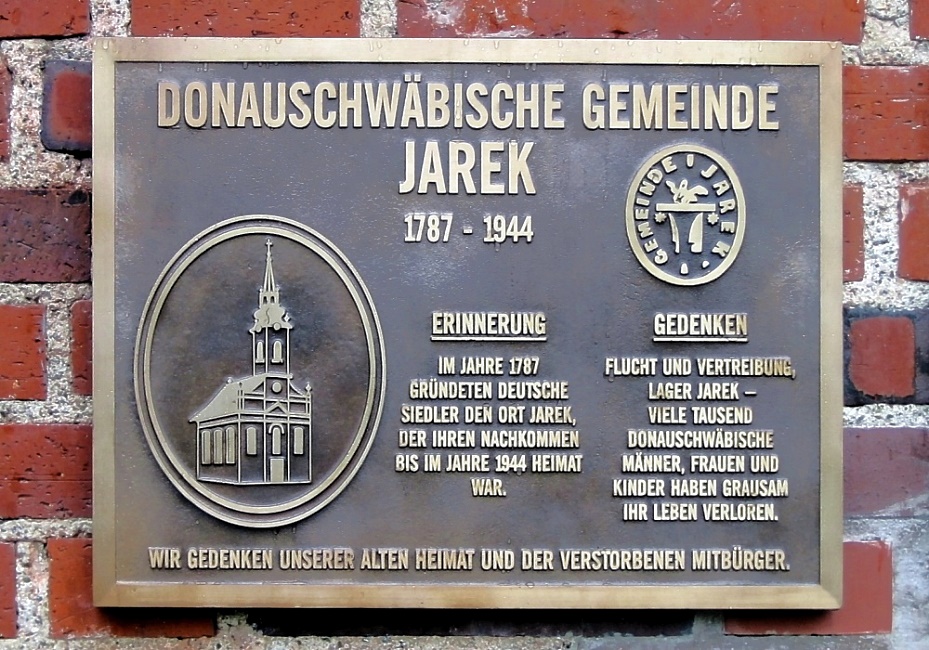 DONAUSCHWÄBISCHE GEMEINDE
JAREK
1787 - 1944
GEMEINDE JAREK
ERINNERUNG
IM JAHRE 1787
GRÜNDETEN DEUTSCHE
SIEDLER DEN ORT JAREK,
DER IHREN NACHKOMMEN
BIS IM JAHRE 1944 HEIMAT
WAR.
GEDENKEN
FLUCHT UND VERTREIBUNG,
LAGER JAREK –
VIELE TAUSEND
DONAUSCHWÄBISCHE
MÄNNER, FRAUEN UND
KINDER HABEN GRAUSAM
IHR LEBEN VERLOREN.
WIR GEDENKEN UNSERER ALTEN HEIMAT UND DER VERSTORBENEN MITBÜRGER.